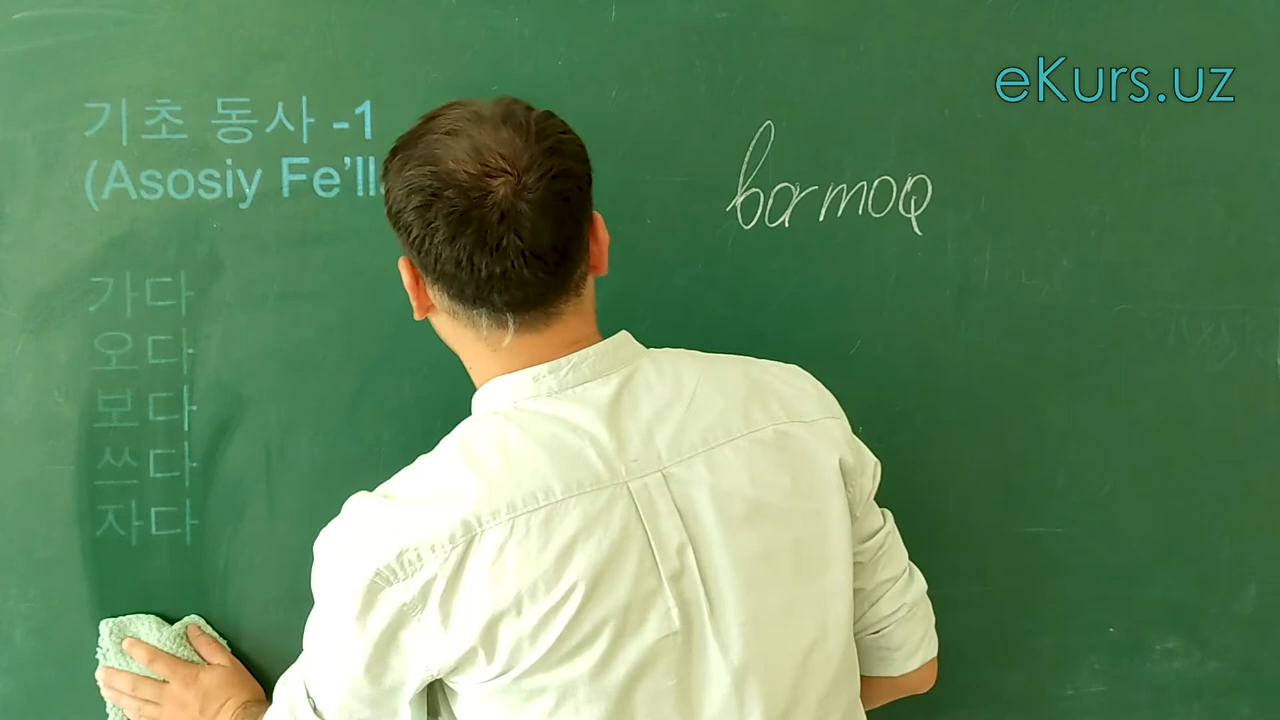 eKurs.uz
기초 동사 -1
(Asosiy Fe'll
bormoq
가다
오다
보다
쓰다
자다